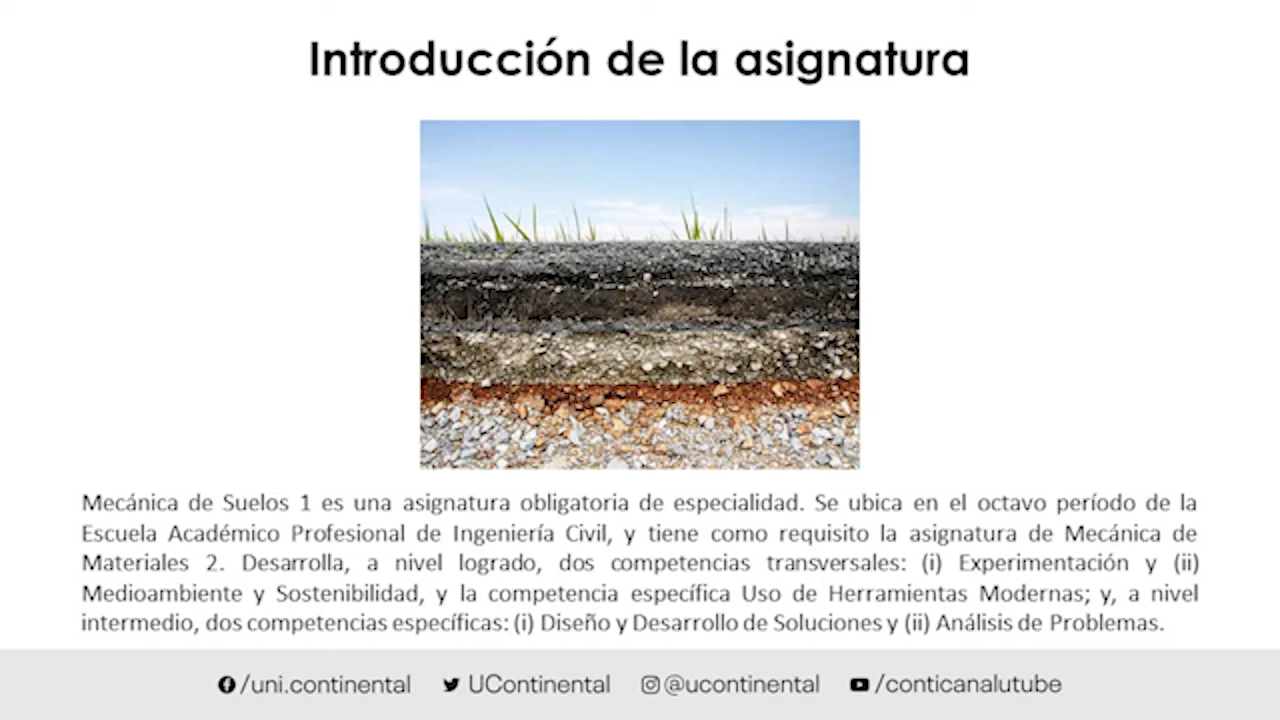 Introducción de la asignatura
Mecánica de Suelos 1 es una asignatura obligatoria de especialidad. Se ubica en el octavo período de la
Escuela Académico Profesional de Ingeniería Civil, y tiene como requisito la asignatura de Mecánica de
Materiales 2. Desarrolla, a nivel logrado, dos competencias transversales: (i) Experimentación y (ii)
Medioambiente y Sostenibilidad, y la competencia específica Uso de Herramientas Modernas; y, a nivel
intermedio, dos competencias específicas: (i) Diseño y Desarrollo de Soluciones y (ii) Análisis de Problemas.
/uni.continental UContinental @ucontinental /conticanalutube